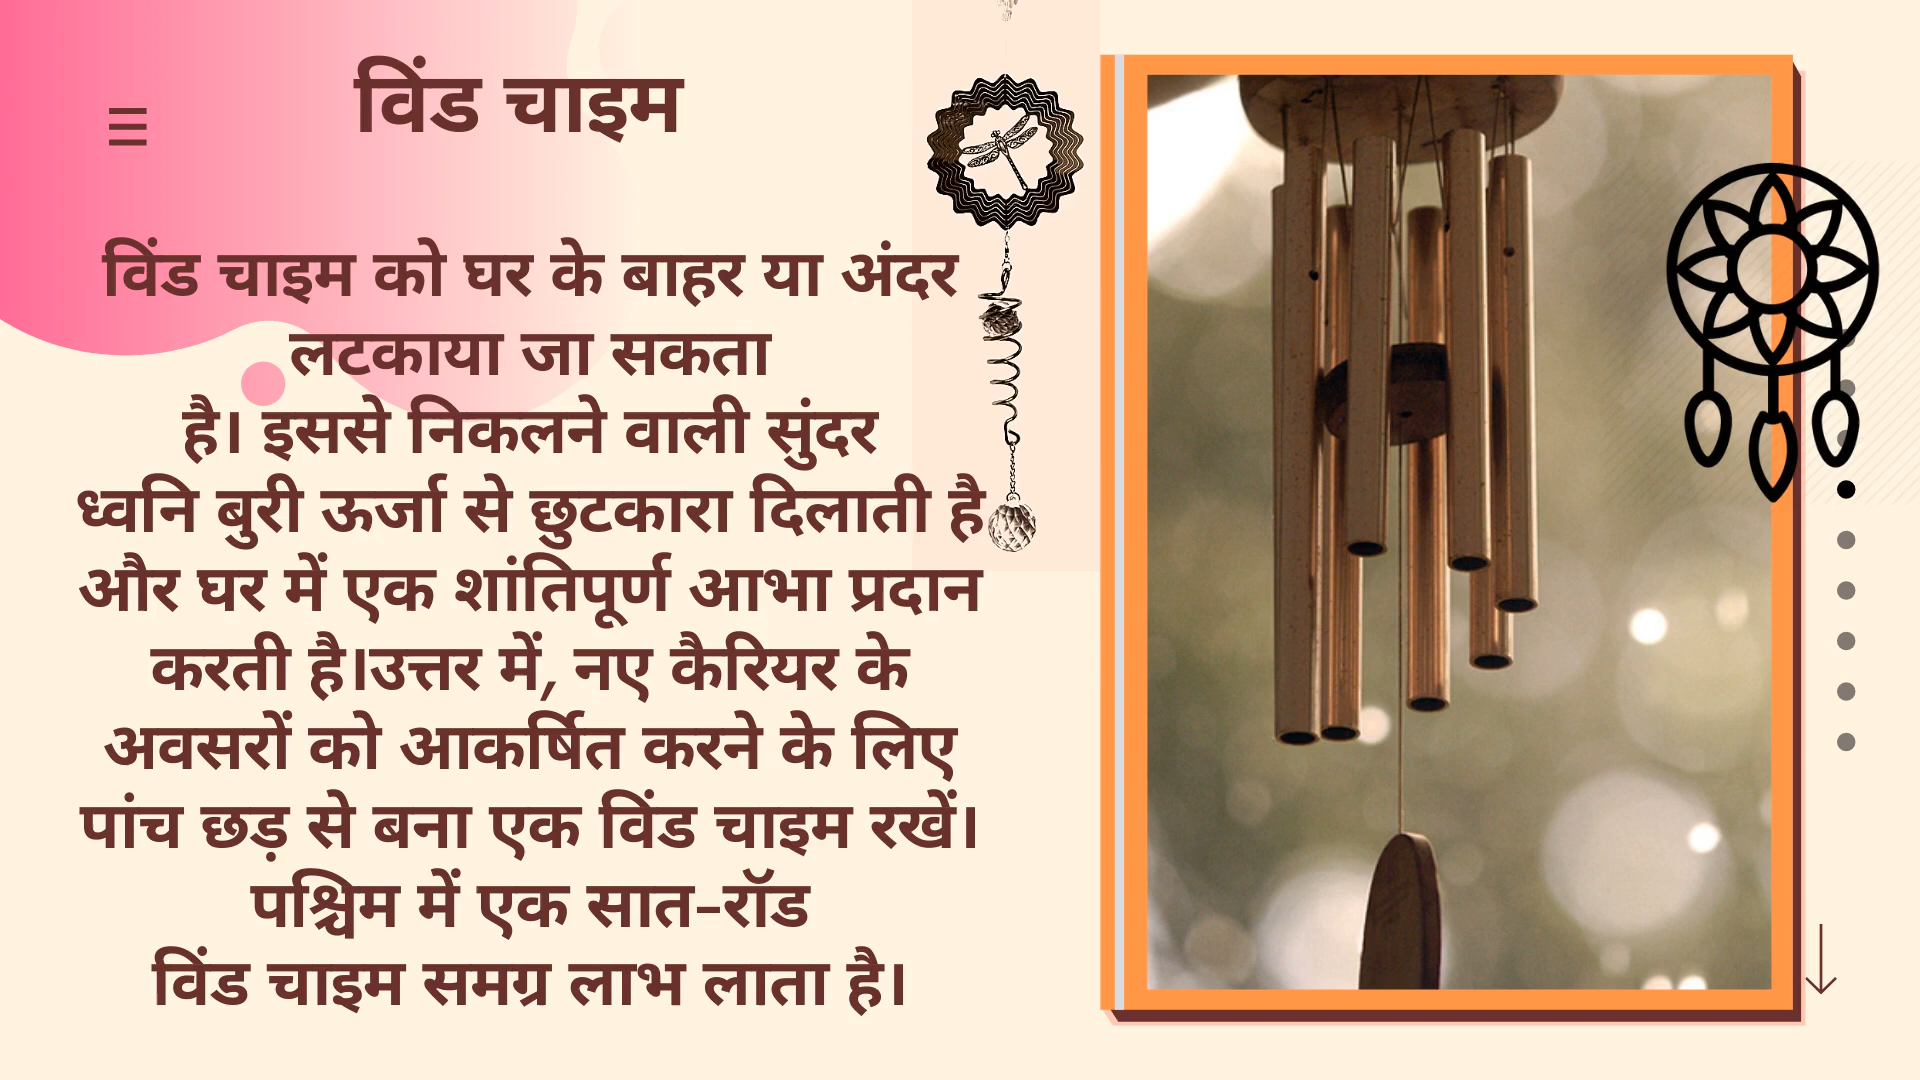 विंड चाइम
विंड चाइम को घर के बाहर या अंदर
लटकाया जा सकता
है। इससे निकलने वाली सुंदर
ध्वनि बुरी ऊर्जा से छुटकारा दिलाती है
और घर में एक शांतिपूर्ण आभा प्रदान
करती है।उत्तर में, नए कैरियर के
अवसरों को आकर्षित करने के लिए
पांच छड़ से बना एक विंड चाइम रखें।
पश्चिम में एक सात-रॉड
विंड चाइम समग्र लाभ लाता है।